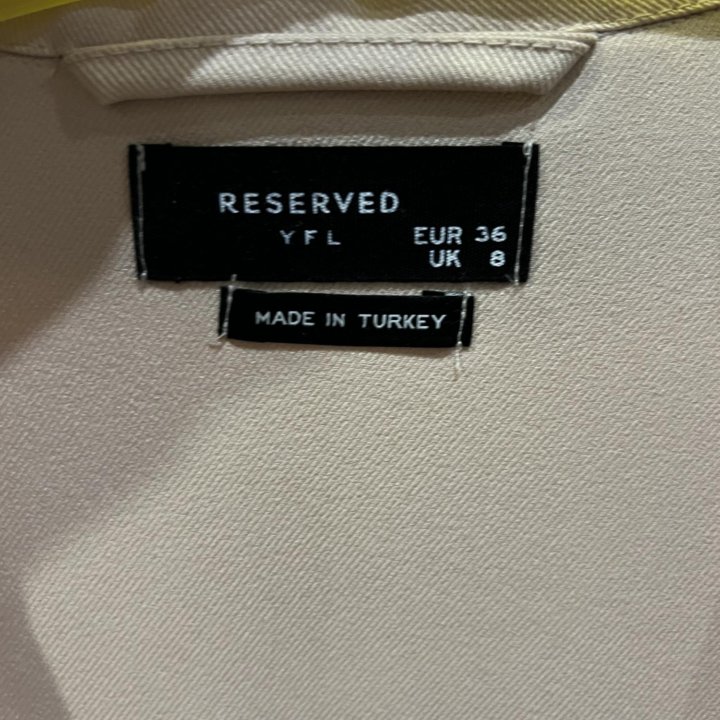 RESERVED
YFL
EUR 36
UK 8
MADE IN TURKEY